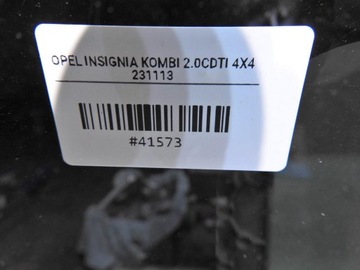 OPEL INSIGNIA KOMBI 2.0CDTI 4X4
231113
#41573